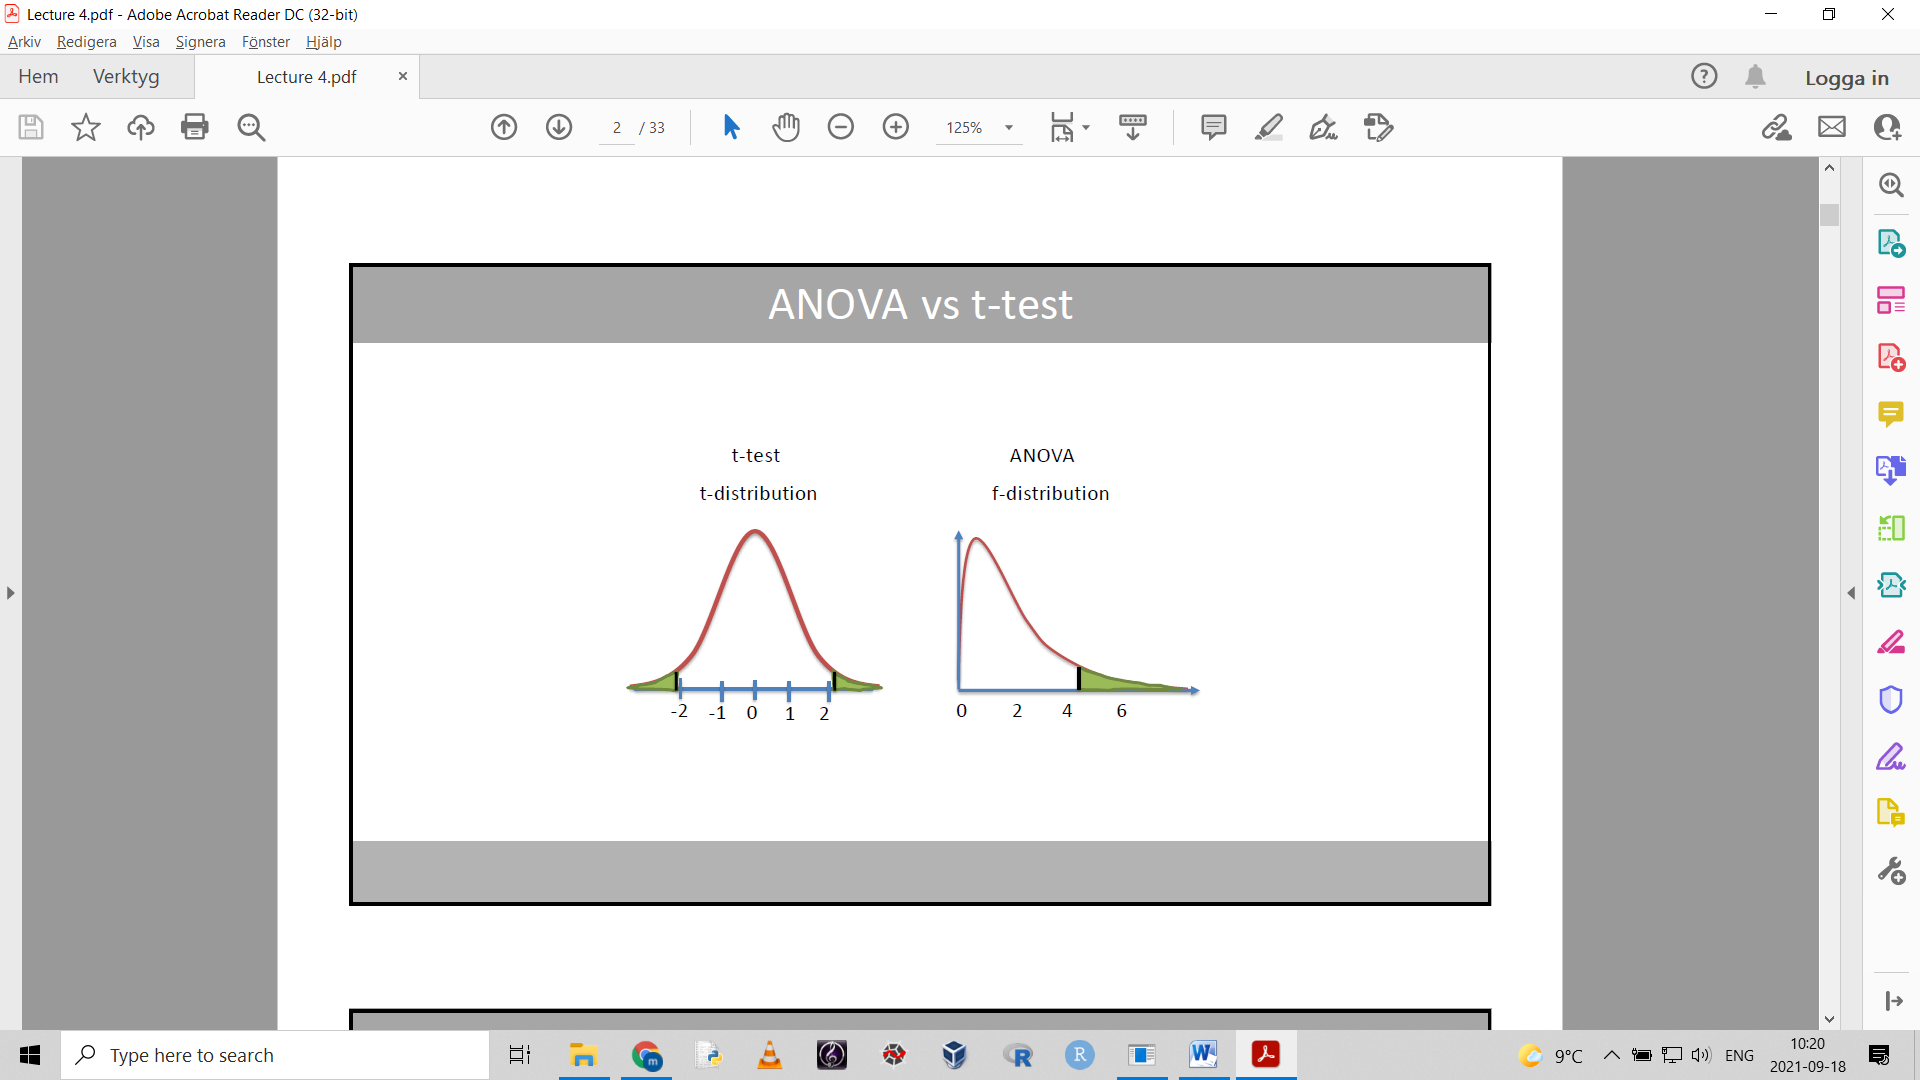 Lecture 4.pdf - Adobe Acrobat Reader DC (32-bit)
Arkiv Redigera Visa Signera Fönster Hjälp
Hem Verktyg Lecture 4.pdf × Logga in
2 / 33 125%
ANOVA vs t-test
t-test ANOVA
t-distribution f-distribution
-2 -1 0 1 2 0 2 4 6
Type here to search
9°C ENG 10:20
2021-09-18